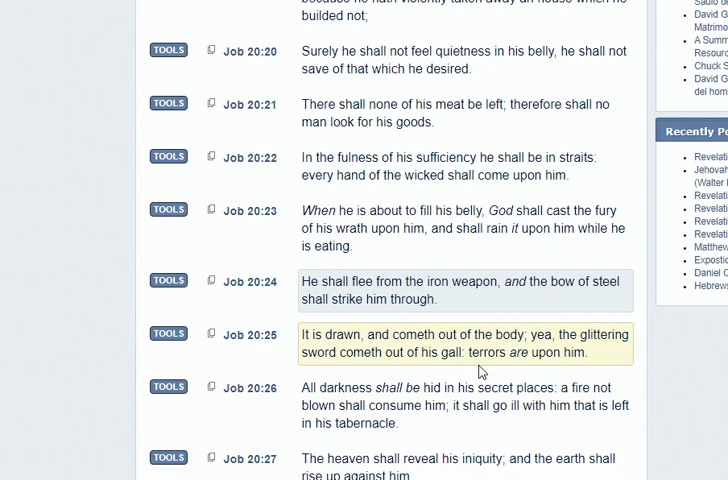 because he hath violently taken away an house which he
builded not;
TOOLS Job 20:20 Surely he shall not feel quietness in his belly, he shall not
save of that which he desired.
TOOLS Job 20:21 There shall none of his meat be left; therefore shall no
man look for his goods.
TOOLS Job 20:22 In the fulness of his sufficiency he shall be in straits:
every hand of the wicked shall come upon him.
TOOLS Job 20:23 When he is about to fill his belly, God shall cast the fury
of his wrath upon him, and shall rain it upon him while he
is eating.
TOOLS Job 20:24 He shall flee from the iron weapon, and the bow of steel
shall strike him through.
TOOLS Job 20:25 It is drawn, and cometh out of the body; yea, the glittering
sword cometh out of his gall: terrors are upon him.
TOOLS Job 20:26 All darkness shall be hid in his secret places: a fire not
blown shall consume him; it shall go ill with him that is left
in his tabernacle.
TOOLS Job 20:27 The heaven shall reveal his iniquity; and the earth shall
rise up against him
David G
Matrimo
A Summ
Resourc
Chuck S
David G
del hom
Recently Po
Revelati
Jehovah
(Walter
Revelati
Revelati
Revelati
Revelati
Matthew
Exposti
Daniel C
Hebrews